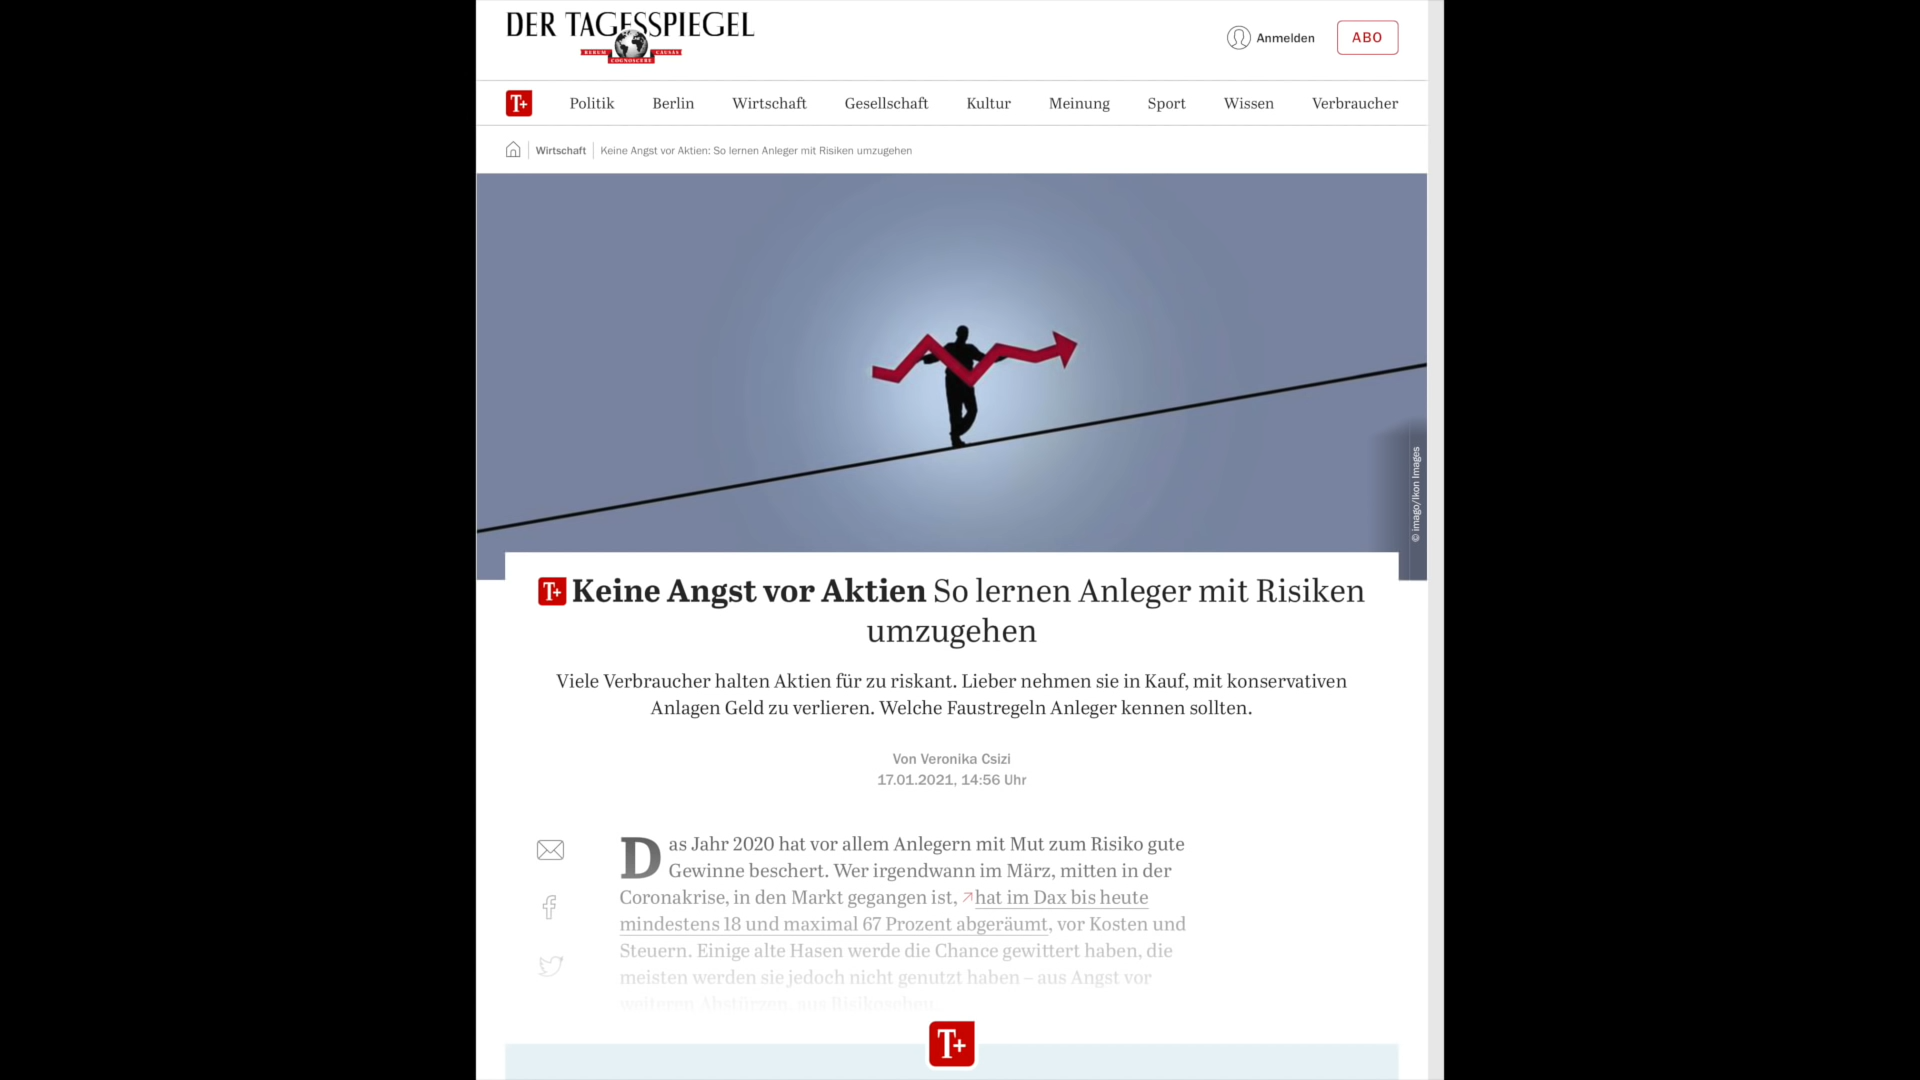 DER TAGESSPIEGEL
RERUM CAUSAS
COGNOSCERE
Anmelden
ABO
T+
Politik
Berlin
Wirtschaft
Gesellschaft
Kultur
Meinung
Sport
Wissen
Verbraucher
Wirtschaft
Keine Angst vor Aktien: So lernen Anleger mit Risiken umzugehen
© imago/Ikon Images
T+ Keine Angst vor Aktien So lernen Anleger mit Risiken
umzugehen
Viele Verbraucher halten Aktien für zu riskant. Lieber nehmen sie in Kauf, mit konservativen
Anlagen Geld zu verlieren. Welche Faustregeln Anleger kennen sollten.
Von Veronika Csizi
17.01.2021, 14:56 Uhr
Das Jahr 2020 hat vor allem Anlegern mit Mut zum Risiko gute
Gewinne beschert. Wer irgendwann im März, mitten in der
Coronakrise, in den Markt gegangen ist, hat im Dax bis heute
mindestens 18 und maximal 67 Prozent abgeräumt, vor Kosten und
Steuern. Einige alte Hasen werde die Chance gewittert haben, die
meisten werden sie jedoch nicht genutzt haben – aus Angst vor
weiteren Abstürzen, aus Risikoscheu.
T+